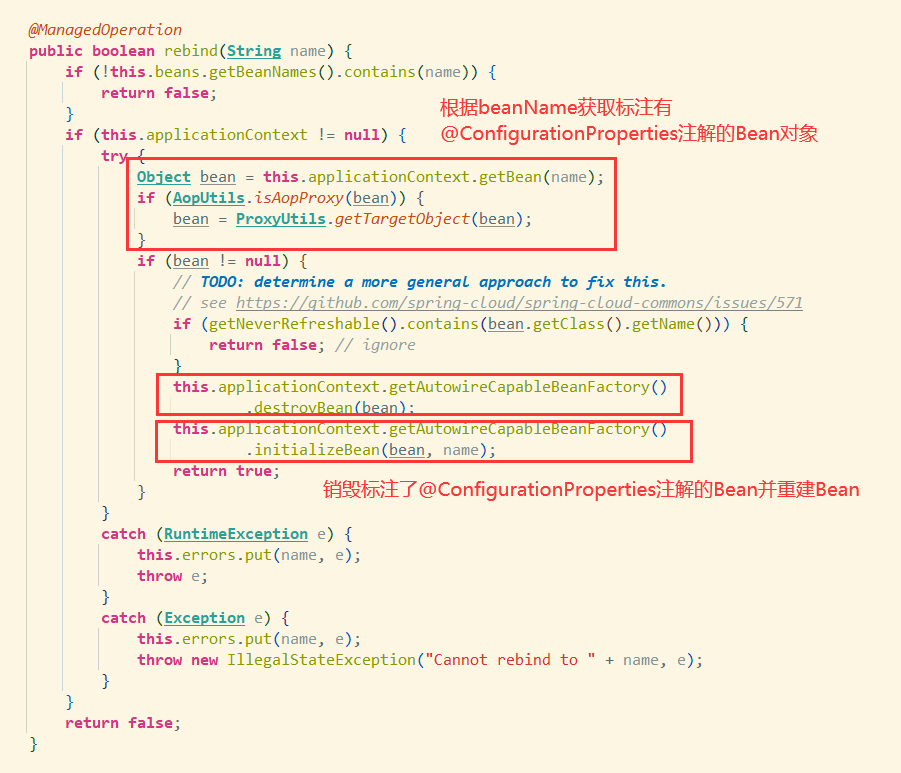 @ManagedOperation
public boolean rebind(String name) {
if (!this.beans.getBeanNames().contains(name)) {
return false;
}
根据beanName获取标注有
@ConfigurationProperties注解的Bean对象
if (this.applicationContext != null) {
try {
Object bean = this.applicationContext.getBean(name);
if (AopUtils.isAopProxy(bean)) {
bean = ProxyUtils.getTargetObject(bean);
}
if (bean != null) {
// TODO: determine a more general approach to fix this.
// see https://github.com/spring-cloud/spring-cloud-commons/issues/571
if (getNeverRefreshable().contains(bean.getClass().getName())) {
return false; // ignore
}
this.applicationContext.getAutowireCapableBeanFactory()
.destroyBean(bean);
this.applicationContext.getAutowireCapableBeanFactory()
.initializeBean(bean, name);
return true;
}
销毁标注了@ConfigurationProperties注解的Bean并重建Bean
}
catch (RuntimeException e) {
this.errors.put(name, e);
throw e;
}
catch (Exception e) {
this.errors.put(name, e);
throw new IllegalStateException("Cannot rebind to " + name, e);
}
}
return false;
}